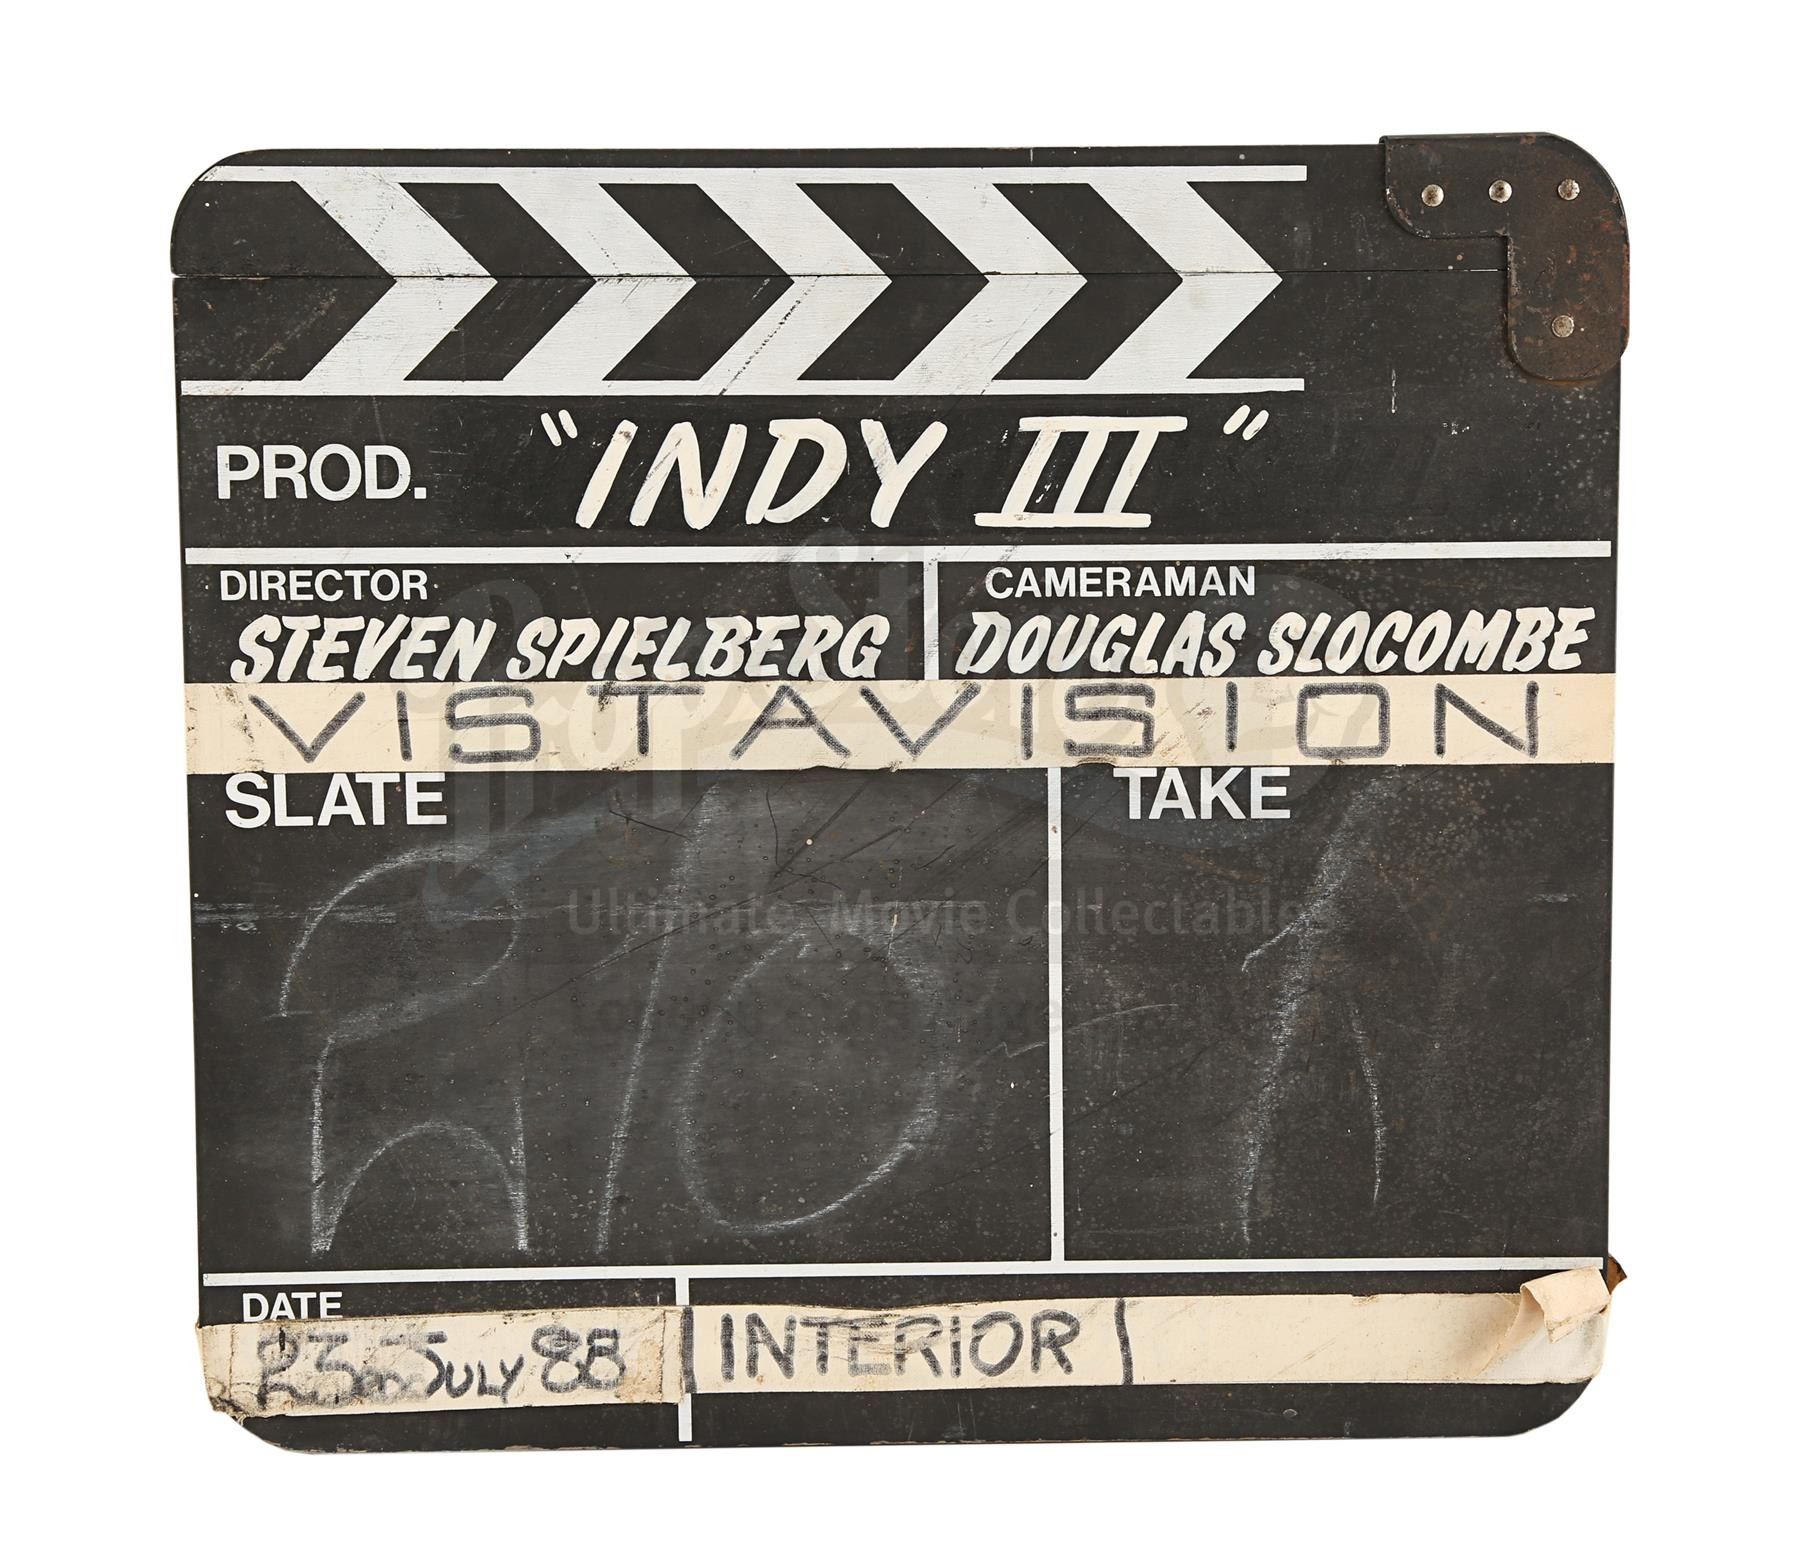 PROD. "INDY III"
DIRECTOR
STEVEN SPIELBERG
CAMERAMAN
DOUGLAS SLOCOMBE
VISTAVISION
SLATE
TAKE
Ultimate Movie Collectables
DATE
23RD July 88
INTERIOR